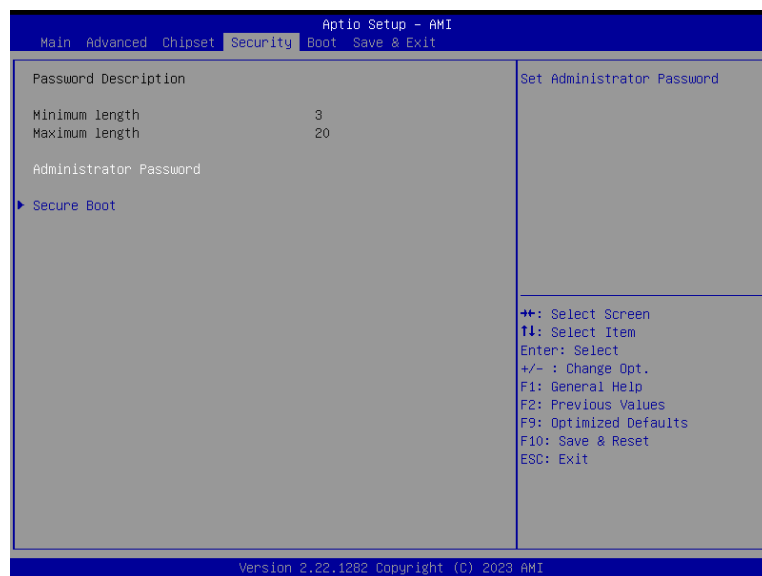 Aptio Setup – AMI
Main Advanced Chipset Security Boot Save & Exit
Password Description
Minimum length 3
Maximum length 20
Administrator Password
Secure Boot
Set Administrator Password
→←: Select Screen
↑↓: Select Item
Enter: Select
+/- : Change Opt.
F1: General Help
F2: Previous Values
F9: Optimized Defaults
F10: Save & Reset
ESC: Exit
Version 2.22.1282 Copyright (C) 2023 AMI